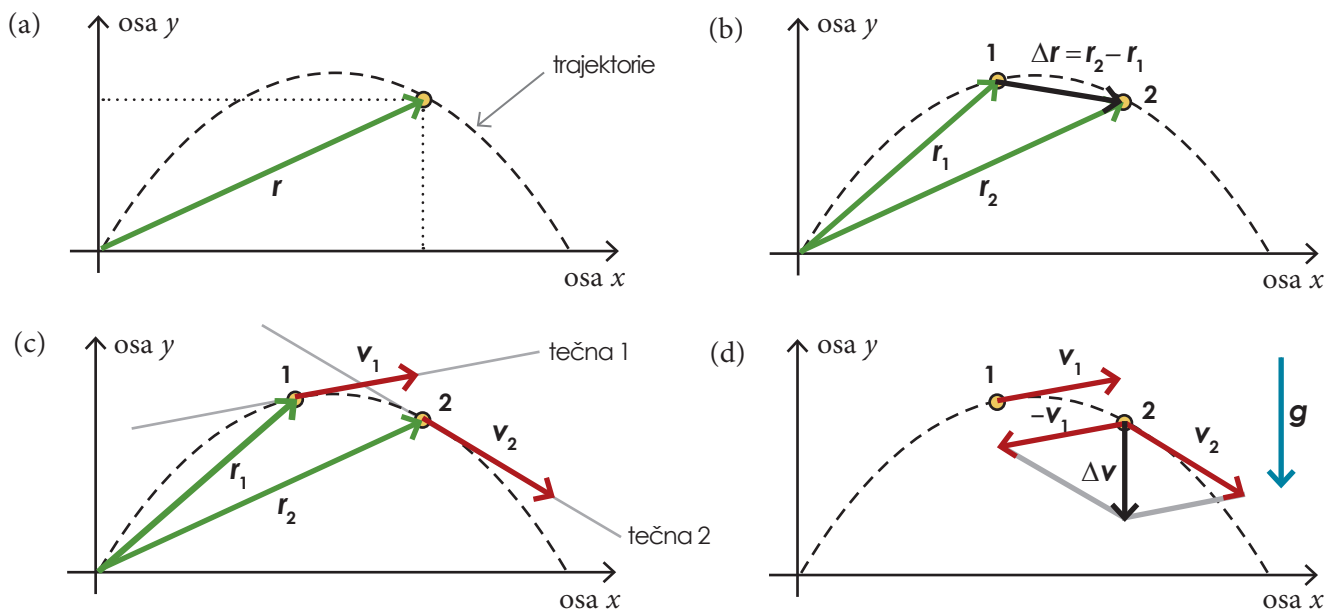 (a)
osa y
trajektorie
r
osa x
(b)
osa y
1
Δr = r₂ – r₁
2
r₁
r₂
osa x
(c)
osa y
v₁
tečna 1
1
2
v₂
r₁
r₂
tečna 2
osa x
(d)
osa y
v₁
1
2
–v₁
v₂
g
Δv
osa x